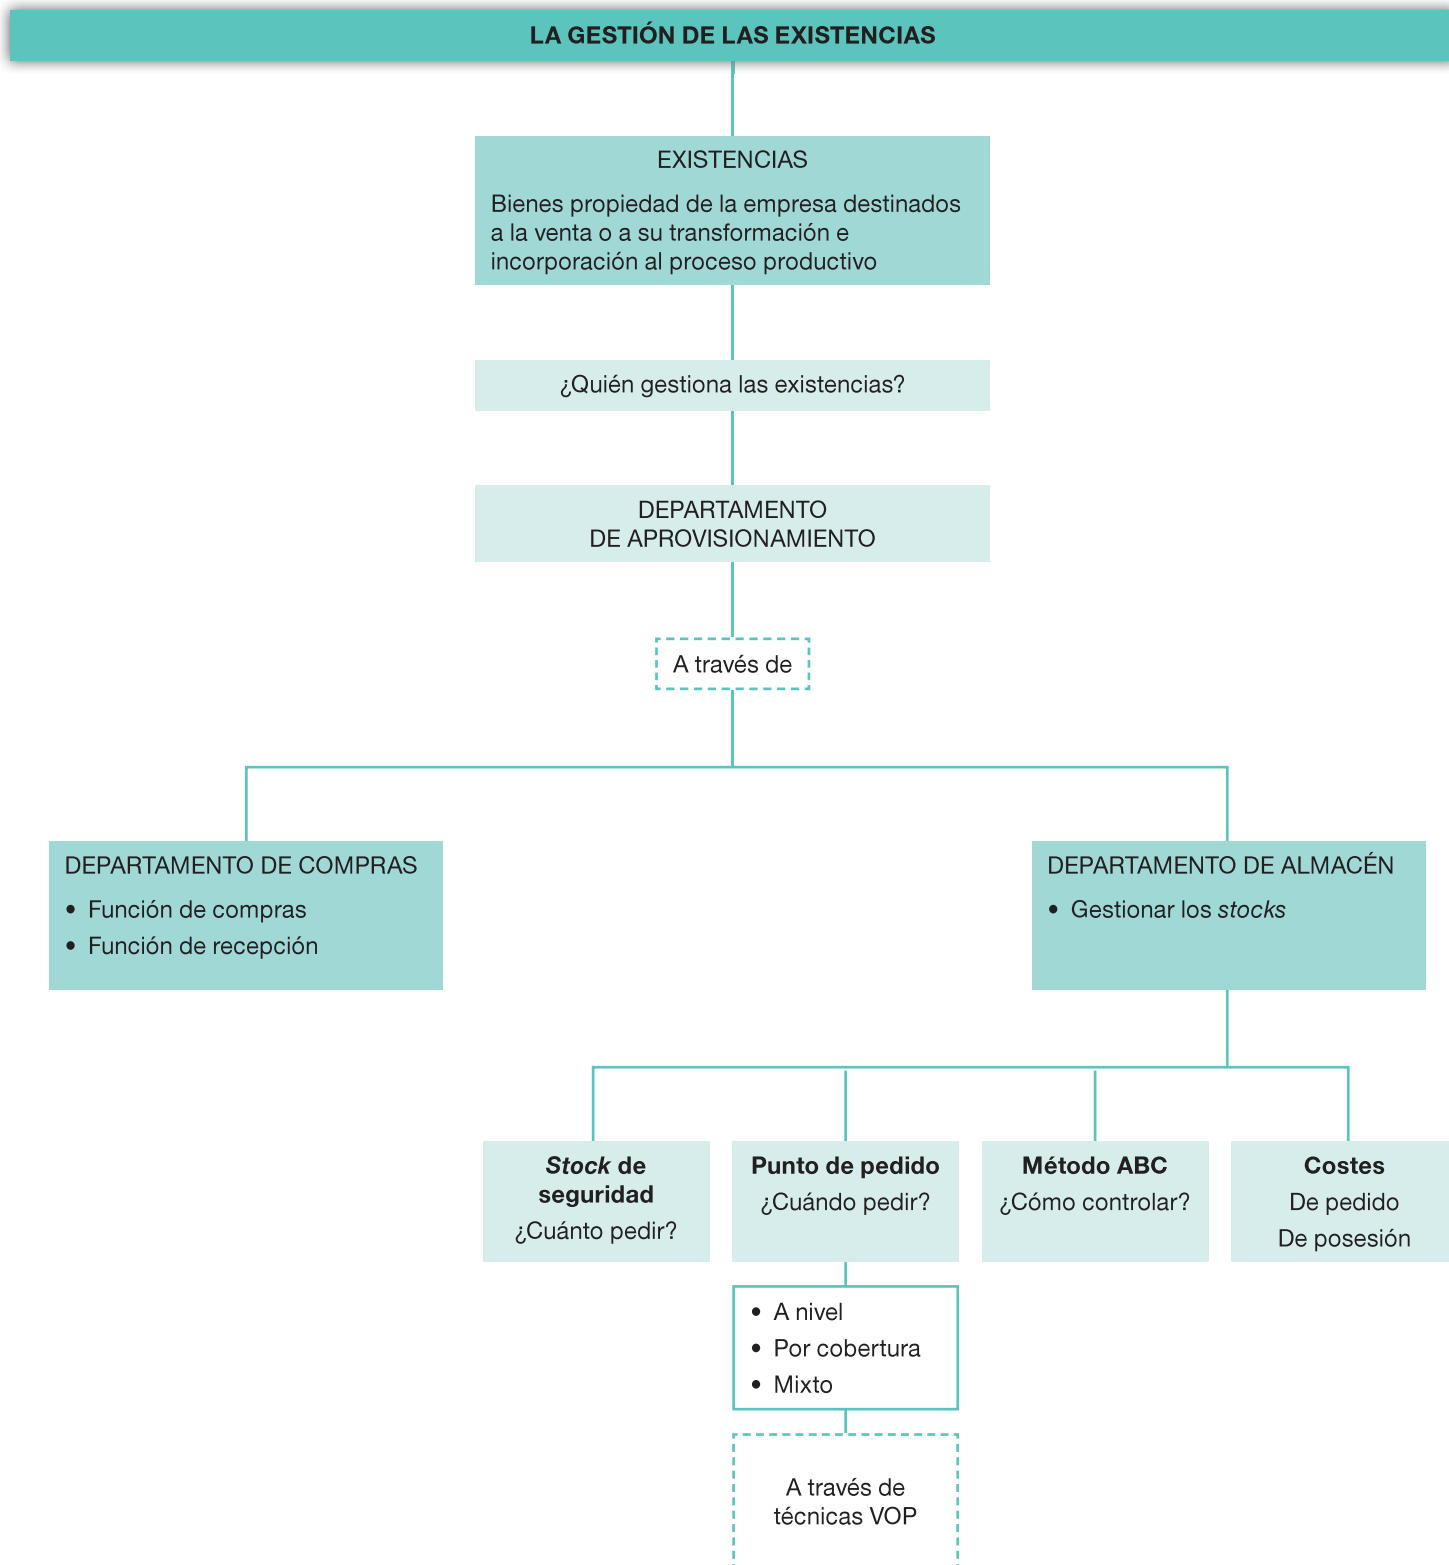 LA GESTIÓN DE LAS EXISTENCIAS
EXISTENCIAS
Bienes propiedad de la empresa destinados
a la venta o a su transformación e
incorporación al proceso productivo
¿Quién gestiona las existencias?
DEPARTAMENTO
DE APROVISIONAMIENTO
A través de
DEPARTAMENTO DE COMPRAS
• Función de compras
• Función de recepción
DEPARTAMENTO DE ALMACÉN
• Gestionar los stocks
Stock de
seguridad
¿Cuánto pedir?
Punto de pedido
¿Cuándo pedir?
Método ABC
¿Cómo controlar?
Costes
De pedido
De posesión
• A nivel
• Por cobertura
• Mixto
A través de
técnicas VOP